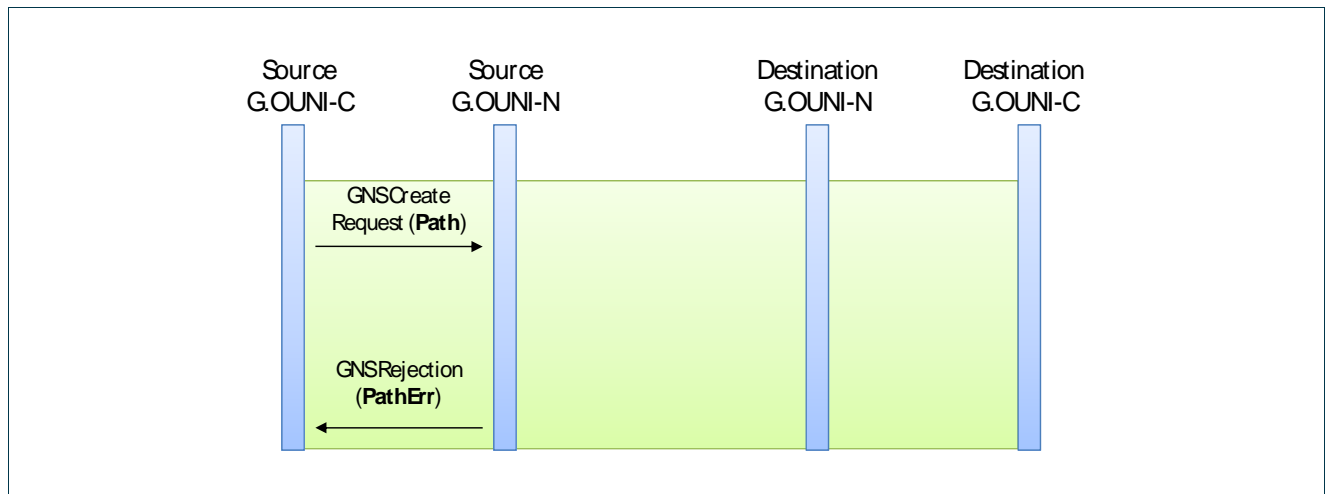 Source
G.OUNI-C
Source
G.OUNI-N
Destination
G.OUNI-N
Destination
G.OUNI-C
GNSCreate
Request (Path)
GNSRejection
(PathErr)